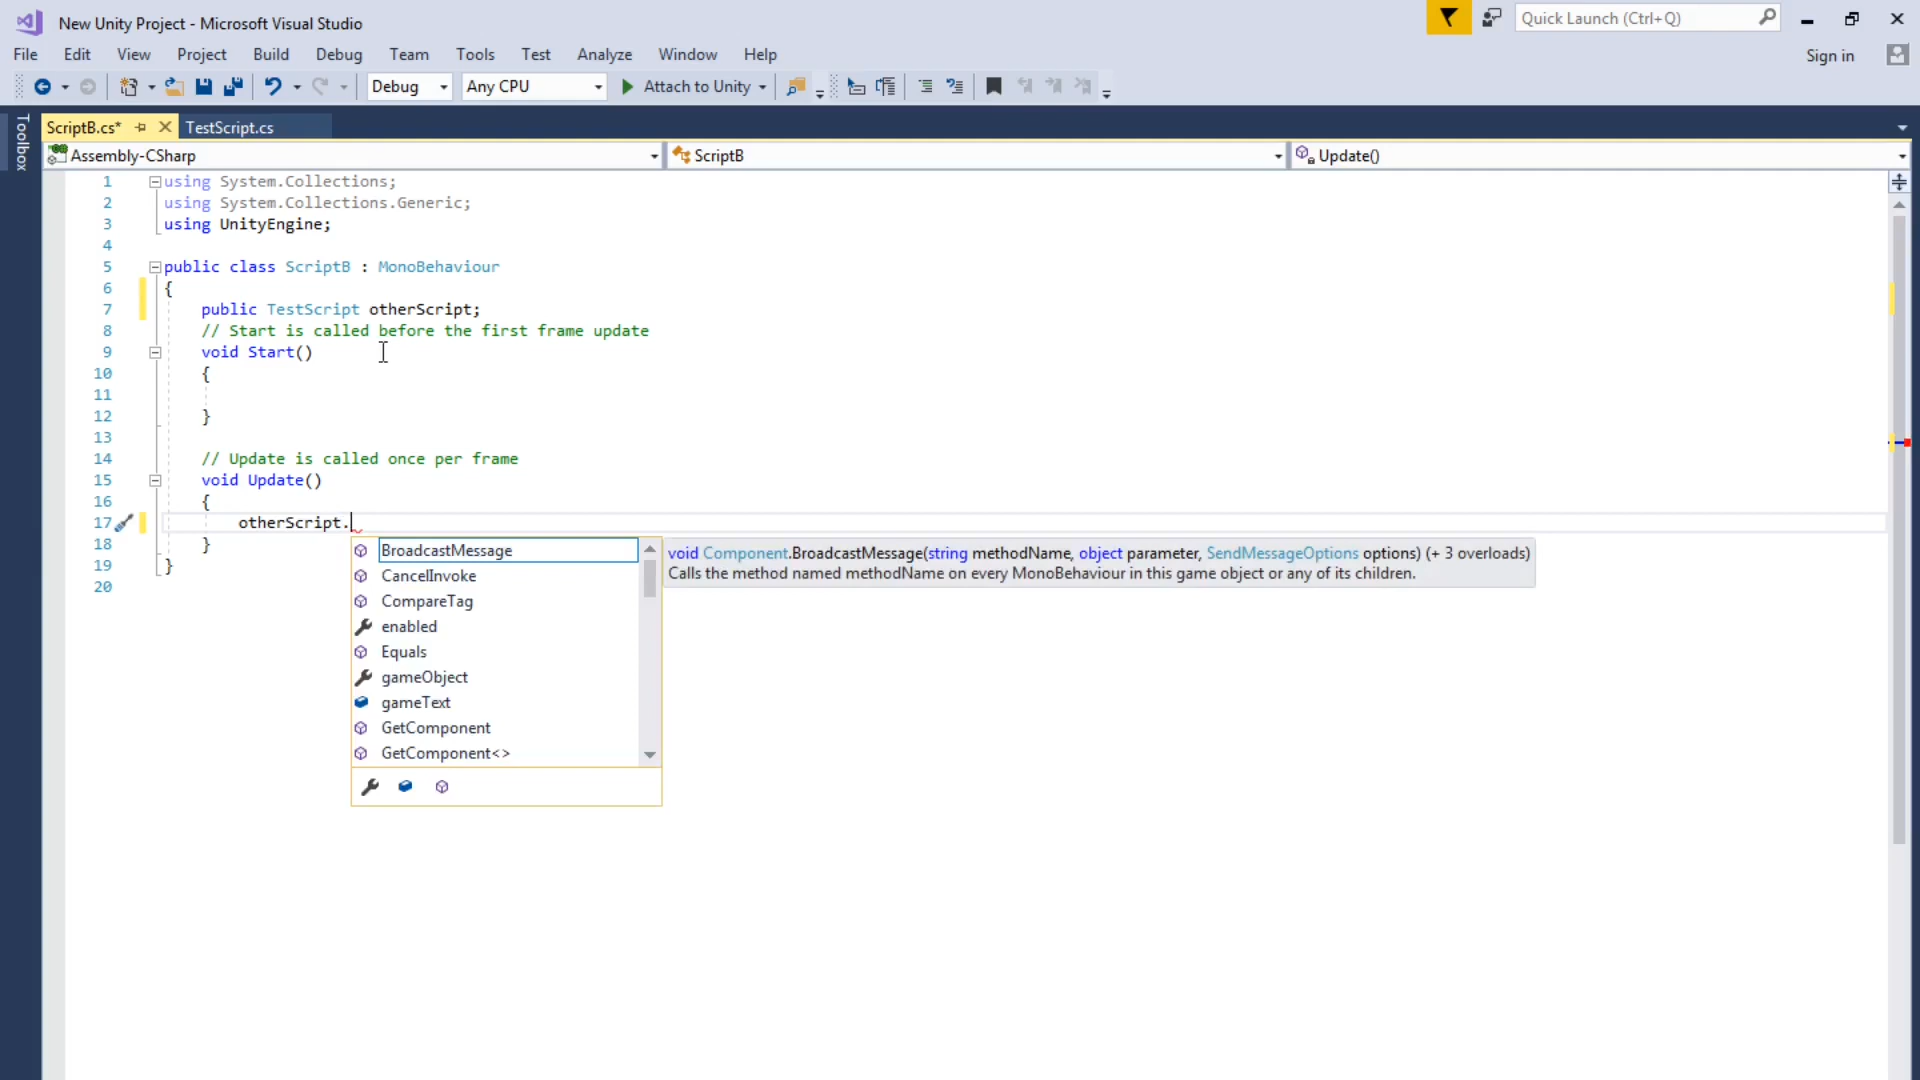 New Unity Project - Microsoft Visual Studio
Quick Launch (Ctrl+Q)
File Edit View Project Build Debug Team Tools Test Analyze Window Help
Sign in
Debug Any CPU Attach to Unity
Toolbox
ScriptB.cs* TestScript.cs
Assembly-CSharp ScriptB Update()
1 using System.Collections;
2 using System.Collections.Generic;
3 using UnityEngine;
4
5 public class ScriptB : MonoBehaviour
6 {
7 public TestScript otherScript;
8 // Start is called before the first frame update
9 void Start()
10 {
11
12 }
13
14 // Update is called once per frame
15 void Update()
16 {
17 otherScript.
18 }
19 }
20
BroadcastMessage
CancelInvoke
CompareTag
enabled
Equals
gameObject
gameText
GetComponent
GetComponent<>
void Component.BroadcastMessage(string methodName, object parameter, SendMessageOptions options) (+ 3 overloads)
Calls the method named methodName on every MonoBehaviour in this game object or any of its children.